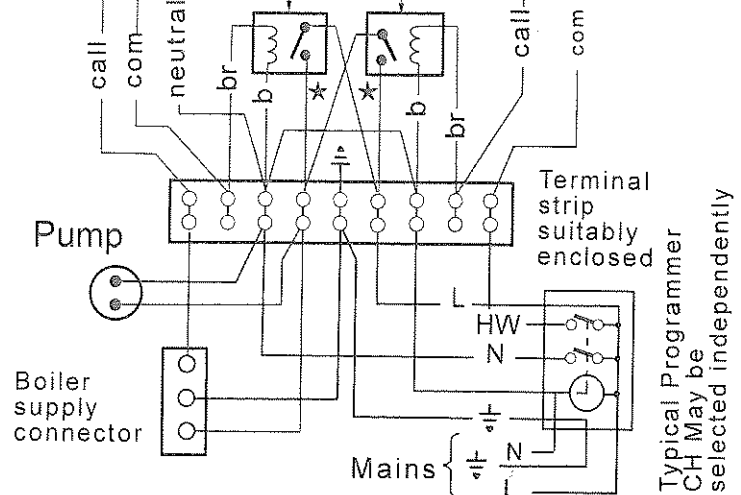 call
com
neutral
br
b
b
br
call
com
Terminal
strip
suitably
enclosed
Pump
L
HW
N
Boiler
supply
connector
Mains
N
L
Typical Programmer
CH May be
selected independently